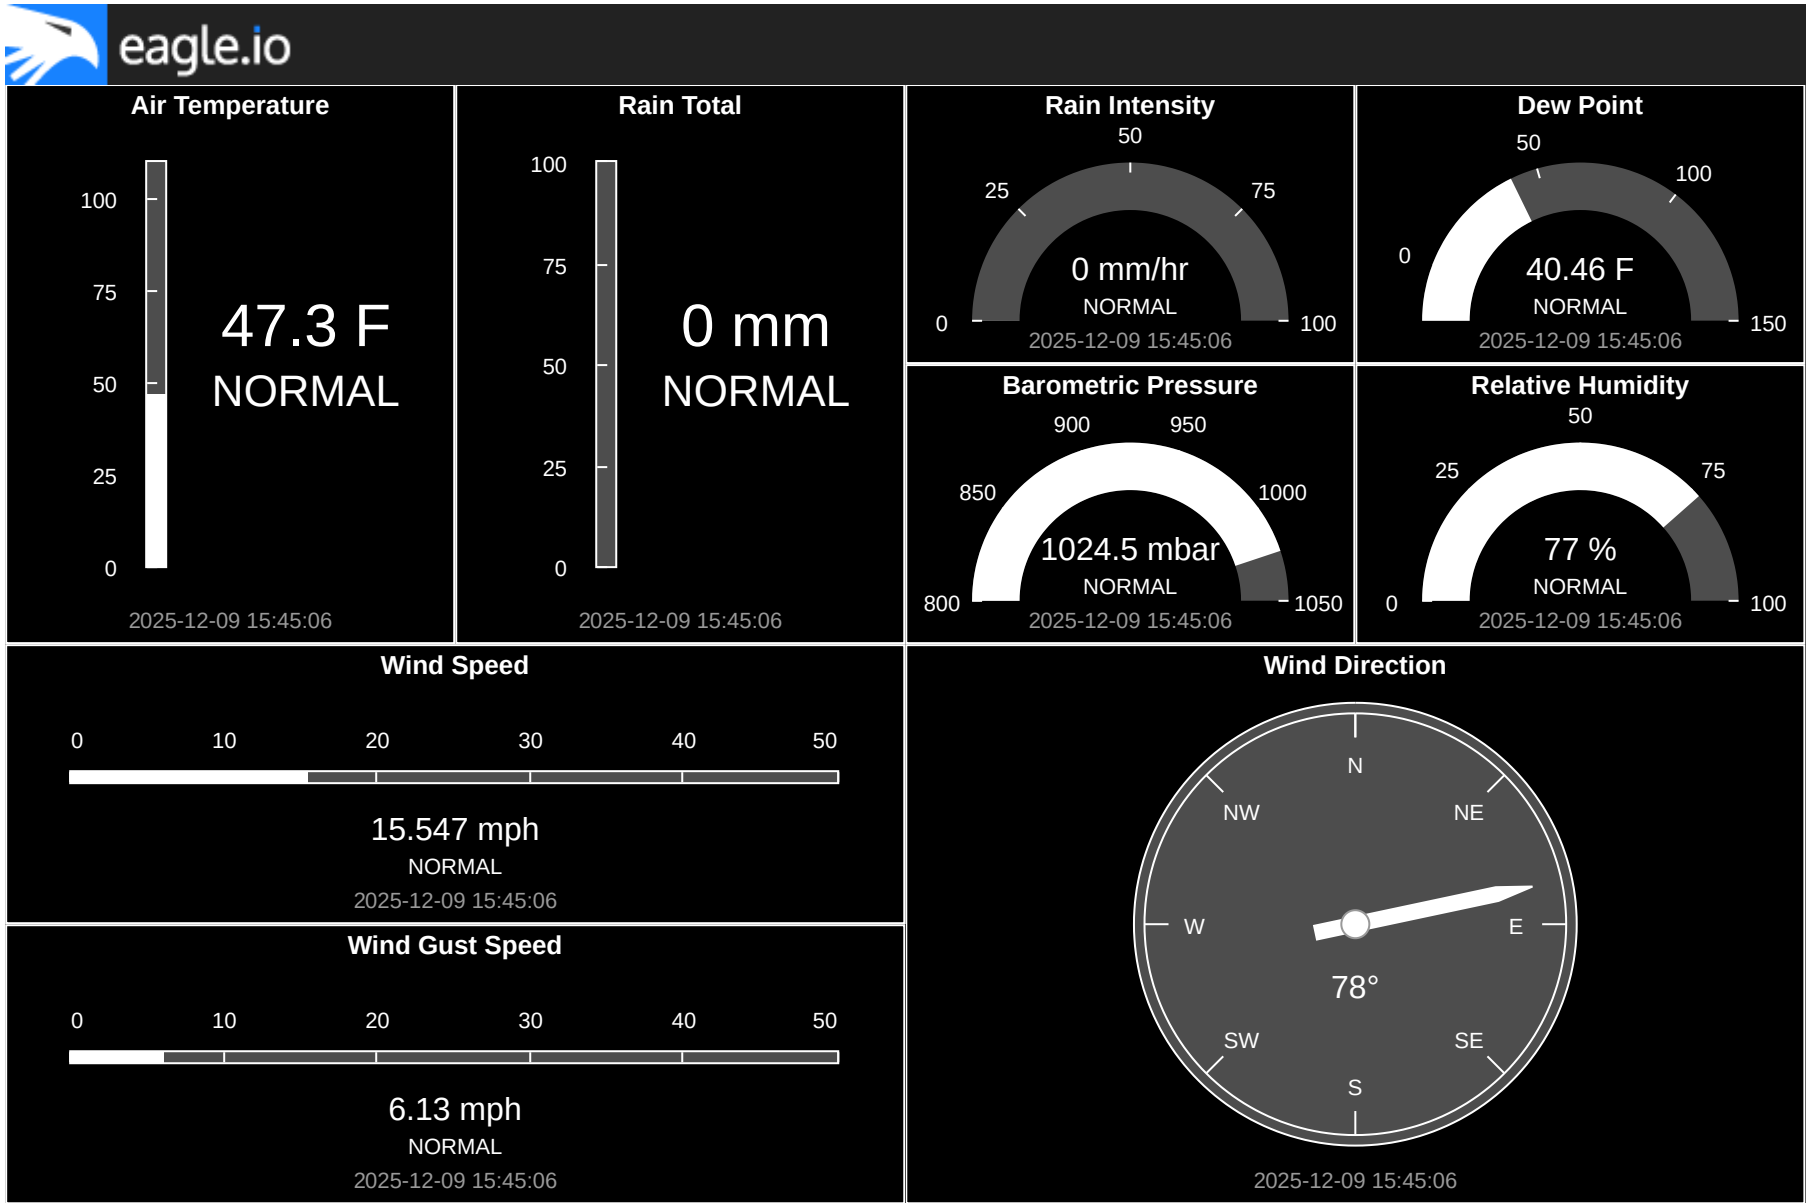 eagle.io
Air Temperature
100
75
50
25
0
47.3 F
NORMAL
2025-12-09 15:45:06
Rain Total
100
75
50
25
0
0 mm
NORMAL
2025-12-09 15:45:06
Rain Intensity
50
25
75
0
100
0 mm/hr
NORMAL
2025-12-09 15:45:06
Dew Point
50
100
0
150
40.46 F
NORMAL
2025-12-09 15:45:06
Barometric Pressure
900
950
850
1000
800
1050
1024.5 mbar
NORMAL
2025-12-09 15:45:06
Relative Humidity
50
25
75
0
100
77 %
NORMAL
2025-12-09 15:45:06
Wind Speed
0 10 20 30 40 50
15.547 mph
NORMAL
2025-12-09 15:45:06
Wind Gust Speed
0 10 20 30 40 50
6.13 mph
NORMAL
2025-12-09 15:45:06
Wind Direction
N
NW NE
W E
78°
SW SE
S
2025-12-09 15:45:06